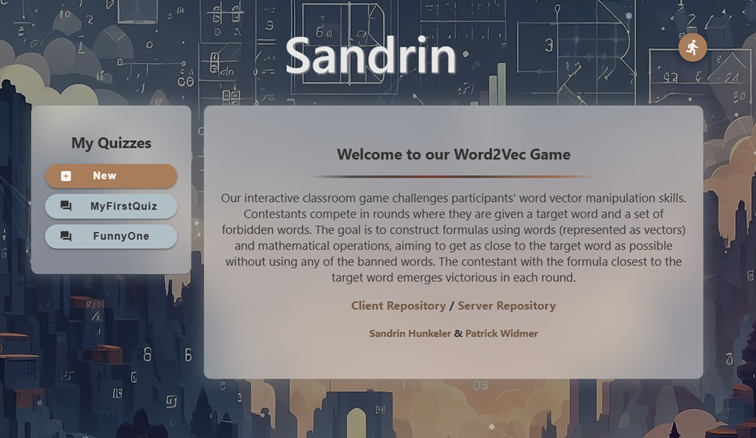 Sandrin
My Quizzes
New
MyFirstQuiz
FunnyOne
Welcome to our Word2Vec Game
Our interactive classroom game challenges participants' word vector manipulation skills.
Contestants compete in rounds where they are given a target word and a set of
forbidden words. The goal is to construct formulas using words (represented as vectors)
and mathematical operations, aiming to get as close to the target word as possible
without using any of the banned words. The contestant with the formula closest to the
target word emerges victorious in each round.
Client Repository / Server Repository
Sandrin Hunkeler & Patrick Widmer